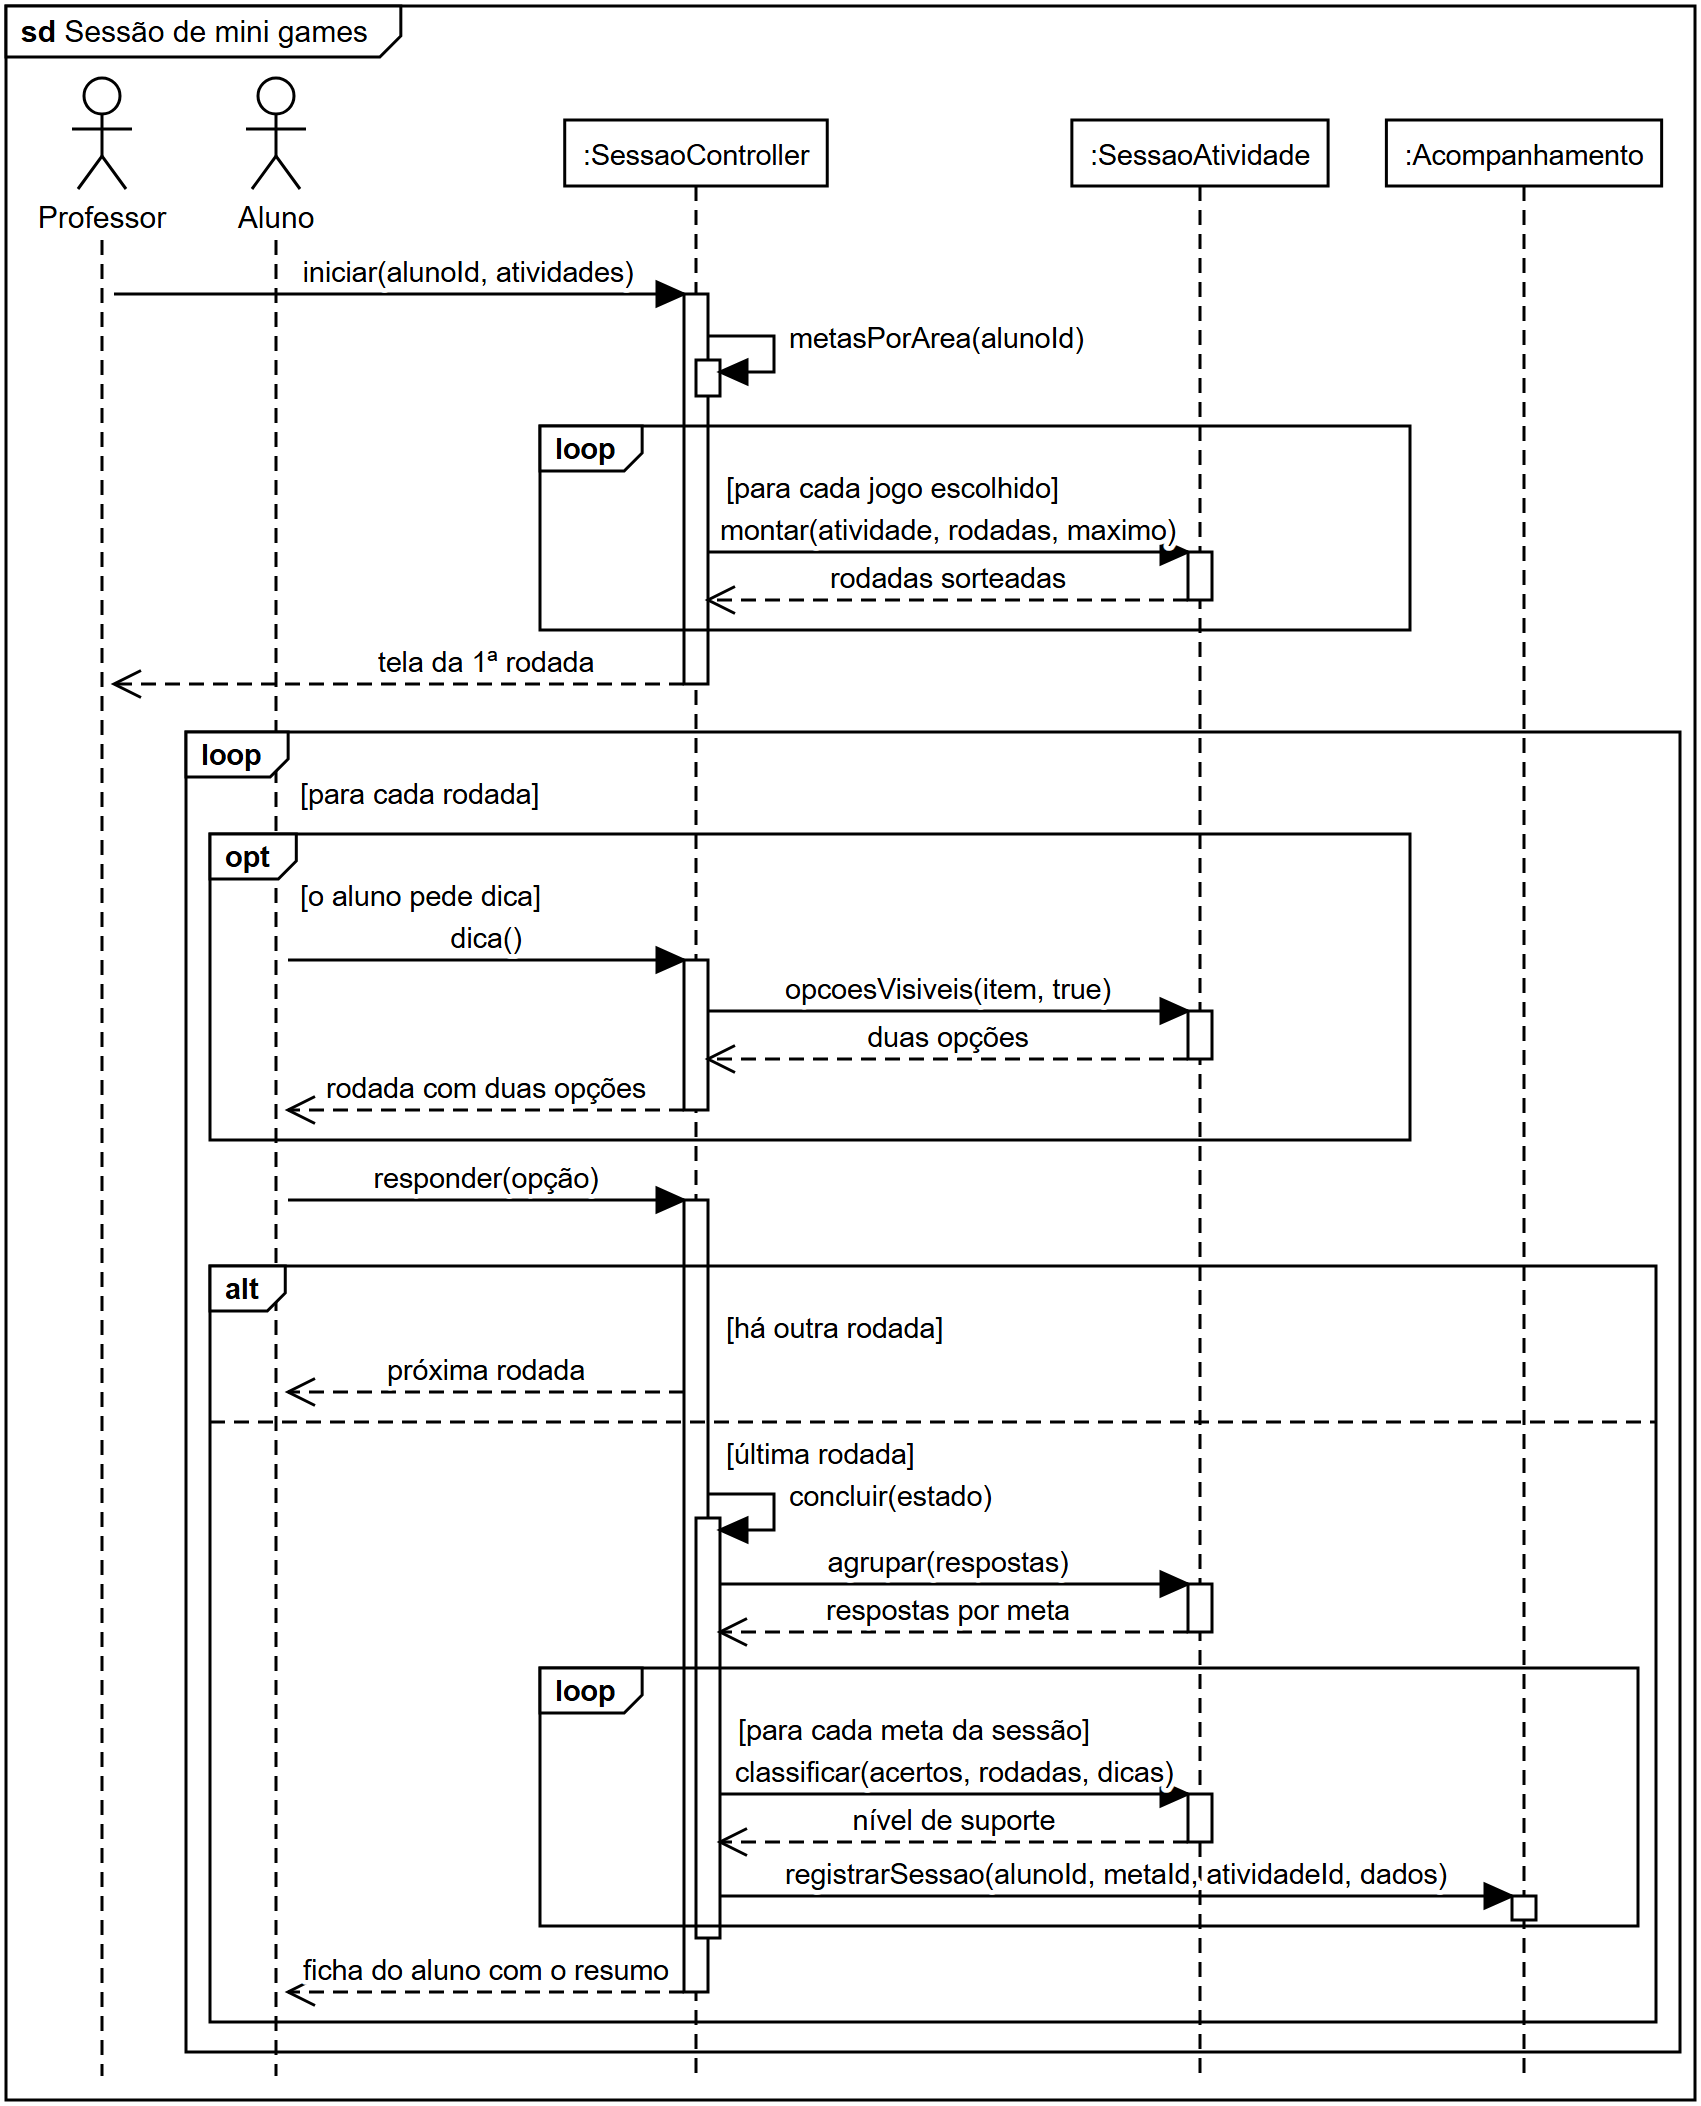 sd Sessão de mini games
Professor
Aluno
:SessaoController
:SessaoAtividade
:Acompanhamento
iniciar(alunoId, atividades)
metasPorArea(alunoId)
loop
[para cada jogo escolhido]
montar(atividade, rodadas, maximo)
rodadas sorteadas
tela da 1ª rodada
loop
[para cada rodada]
opt
[o aluno pede dica]
dica()
opcoesVisiveis(item, true)
duas opções
rodada com duas opções
responder(opção)
alt
[há outra rodada]
próxima rodada
[última rodada]
concluir(estado)
agrupar(respostas)
respostas por meta
loop
[para cada meta da sessão]
classificar(acertos, rodadas, dicas)
nível de suporte
registrarSessao(alunoId, metaId, atividadeId, dados)
ficha do aluno com o resumo